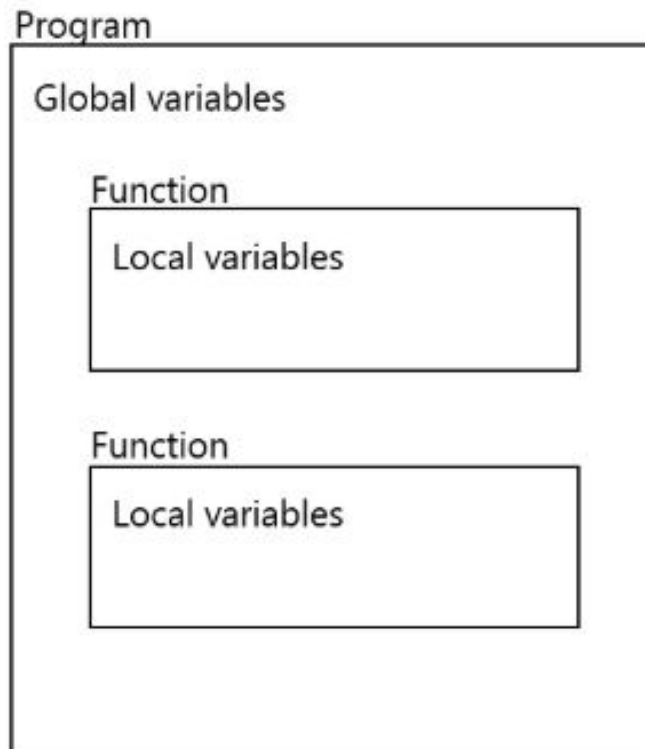 Program
Global variables
Function
Local variables
Function
Local variables